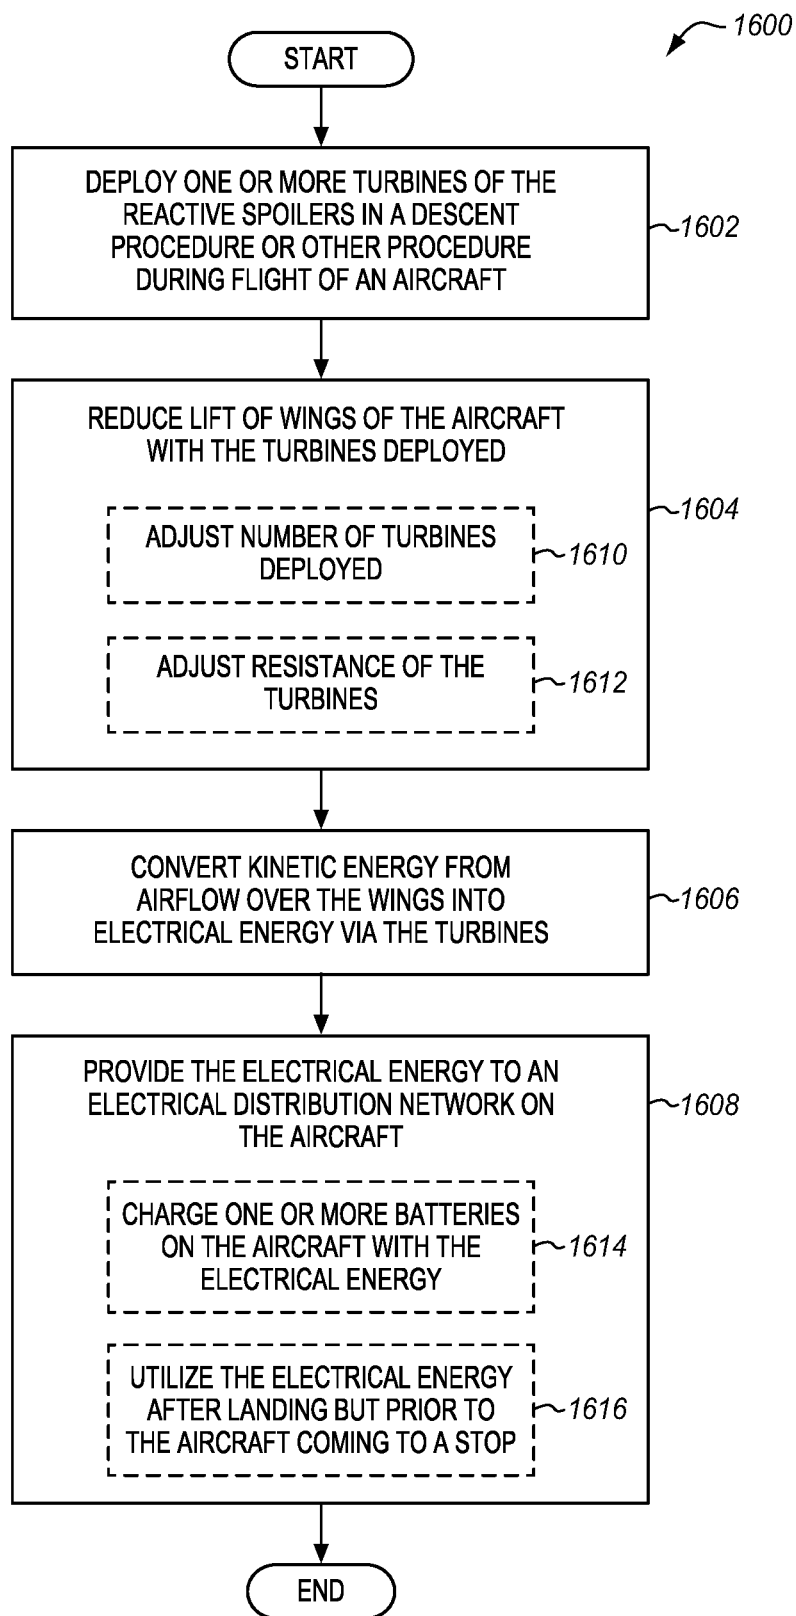 1600
START
DEPLOY ONE OR MORE TURBINES OF THE
REACTIVE SPOILERS IN A DESCENT
PROCEDURE OR OTHER PROCEDURE
DURING FLIGHT OF AN AIRCRAFT
1602
REDUCE LIFT OF WINGS OF THE AIRCRAFT
WITH THE TURBINES DEPLOYED
1604
ADJUST NUMBER OF TURBINES
DEPLOYED
1610
ADJUST RESISTANCE OF THE
TURBINES
1612
CONVERT KINETIC ENERGY FROM
AIRFLOW OVER THE WINGS INTO
ELECTRICAL ENERGY VIA THE TURBINES
1606
PROVIDE THE ELECTRICAL ENERGY TO AN
ELECTRICAL DISTRIBUTION NETWORK ON
THE AIRCRAFT
1608
CHARGE ONE OR MORE BATTERIES
ON THE AIRCRAFT WITH THE
ELECTRICAL ENERGY
1614
UTILIZE THE ELECTRICAL ENERGY
AFTER LANDING BUT PRIOR TO
THE AIRCRAFT COMING TO A STOP
1616
END